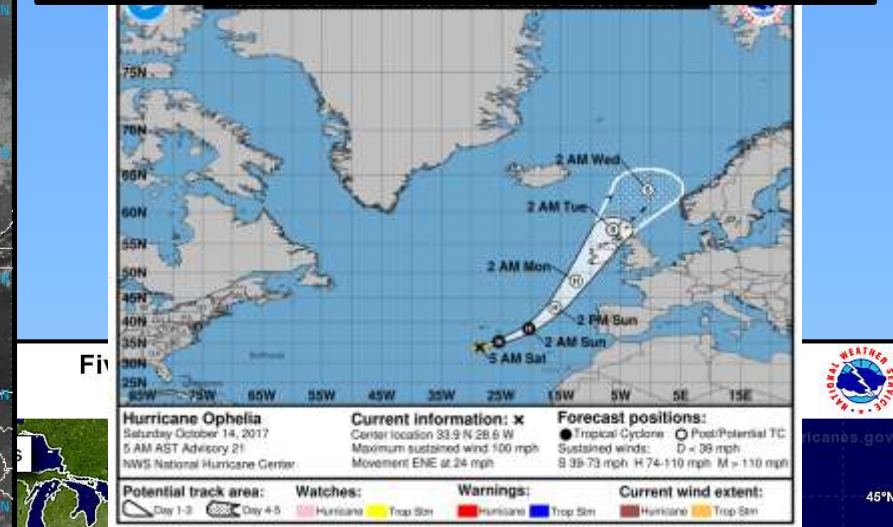 75N
70N
65N
60N
55N
50N
45N
40N
35N
30N
25N
2 AM Wed
2 AM Tue
2 AM Mon
2 PM Sun
2 AM Sun
5 AM Sat
75W 65W 55W 45W 35W 25W 15W 5W 5E 15E
Hurricane Ophelia
Saturday October 14, 2017
5 AM AST Advisory 21
NWS National Hurricane Center
Current information: x
Center location 33.9 N 28.6 W
Maximum sustained wind 100 mph
Movement ENE at 24 mph
Forecast positions:
Tropical Cyclone Post/Potential TC
Sustained winds: D < 39 mph
S 39-73 mph H 74-110 mph M > 110 mph
Potential track area:
Day 1-3 Day 4-5
Watches:
Hurricane Trop Stm
Warnings:
Hurricane Trop Stm
Current wind extent:
Hurricane Trop Stm
Fiv
NATIONAL WEATHER SERVICE
ricanes.gov
45°N
S